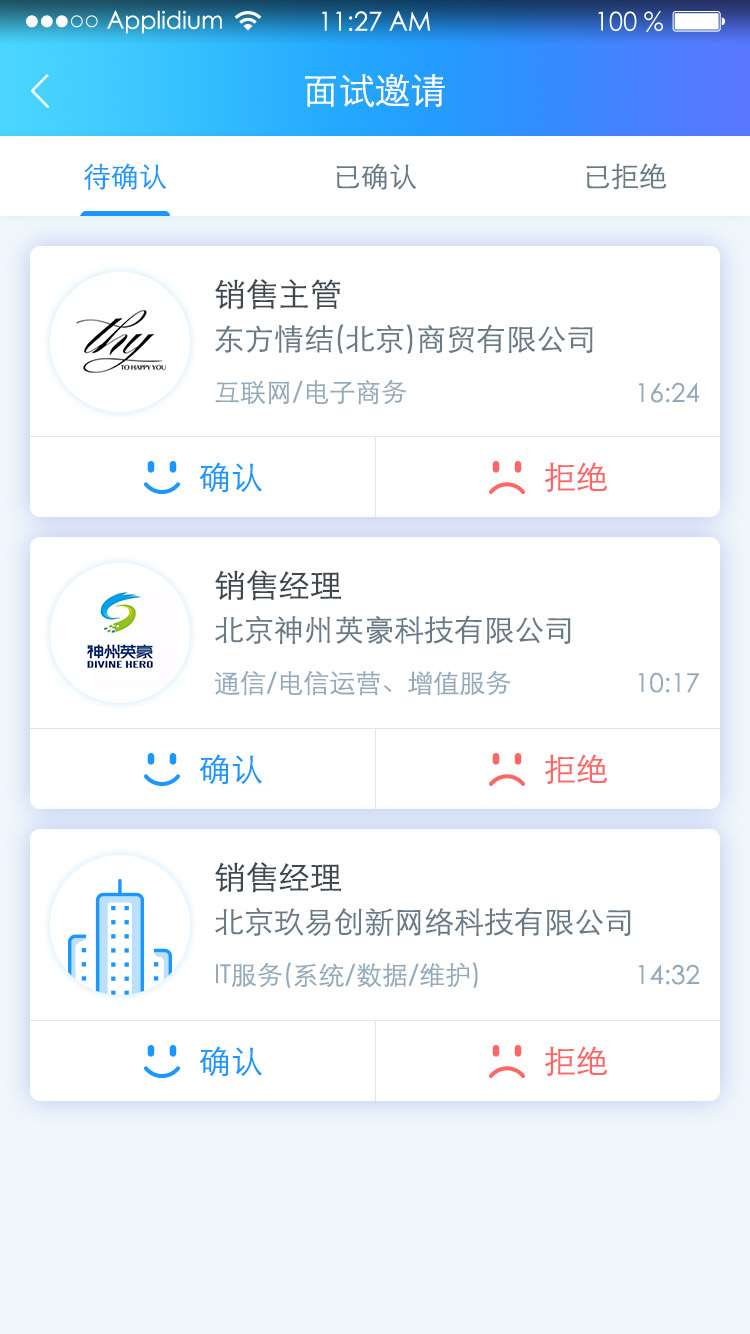 Applidium 11:27 AM 100 %
面试邀请
待确认 已确认 已拒绝
销售主管
东方情结(北京)商贸有限公司
thy
TO HAPPY YOU
互联网/电子商务 16:24
确认 拒绝
销售经理
北京神州英豪科技有限公司
神州英豪
DIVINE HERO
通信/电信运营、增值服务 10:17
确认 拒绝
销售经理
北京玖易创新网络科技有限公司
IT服务(系统/数据/维护) 14:32
确认 拒绝